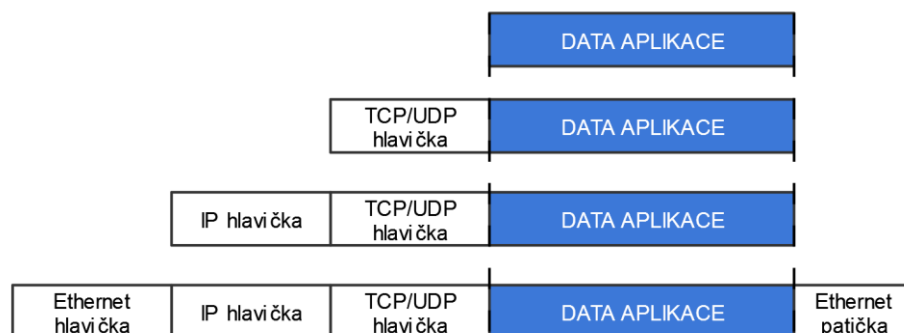 DATA APLIKACE
TCP/UDP
hlavička
DATA APLIKACE
IP hlavička
TCP/UDP
hlavička
DATA APLIKACE
Ethernet
hlavička
IP hlavička
TCP/UDP
hlavička
DATA APLIKACE
Ethernet
patička